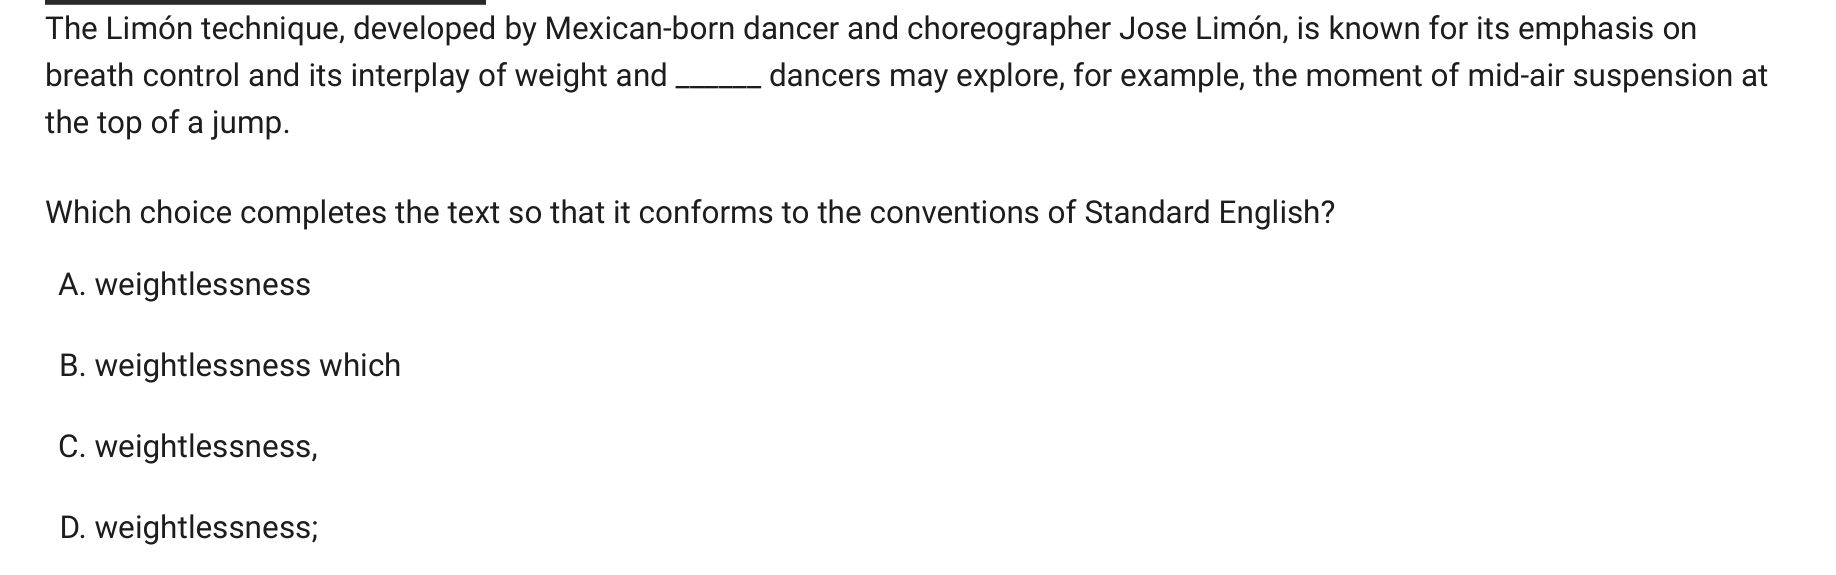 The Limón technique, developed by Mexican-born dancer and choreographer Jose Limón, is known for its emphasis on
breath control and its interplay of weight and ______ dancers may explore, for example, the moment of mid-air suspension at
the top of a jump.
Which choice completes the text so that it conforms to the conventions of Standard English?
A. weightlessness
B. weightlessness which
C. weightlessness,
D. weightlessness;